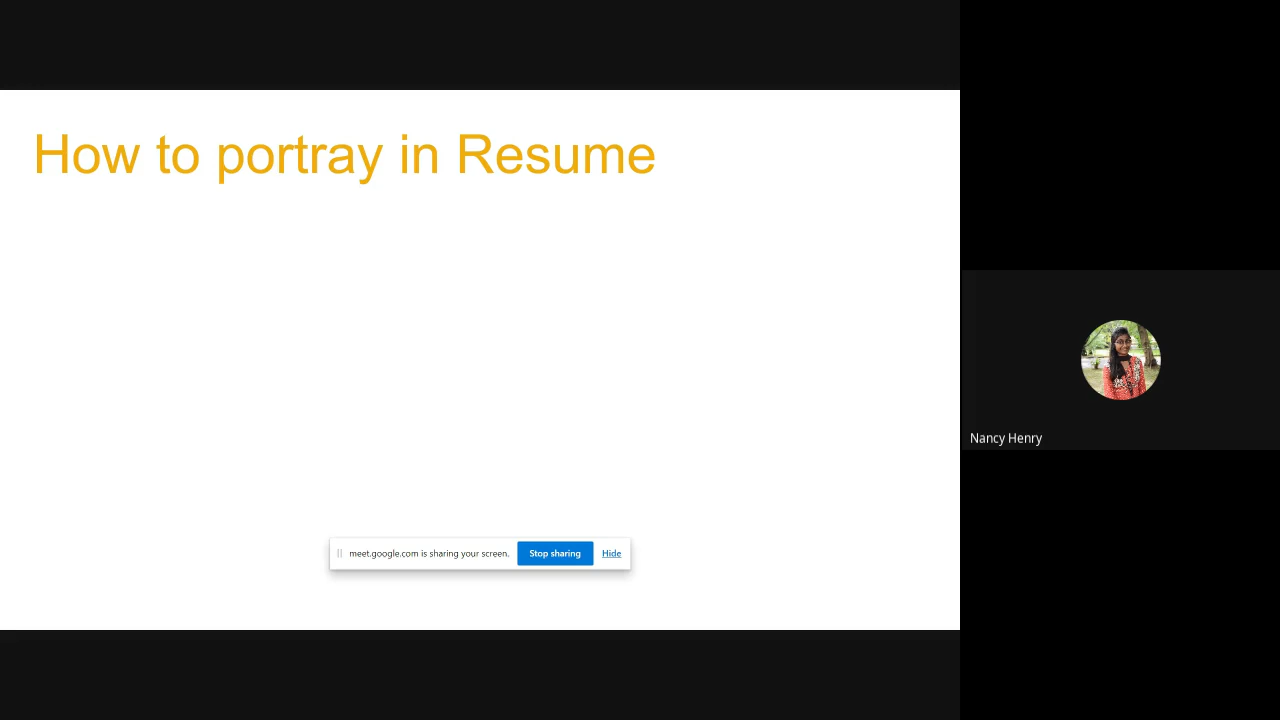 How to portray in Resume
meet.google.com is sharing your screen. Stop sharing Hide
Nancy Henry